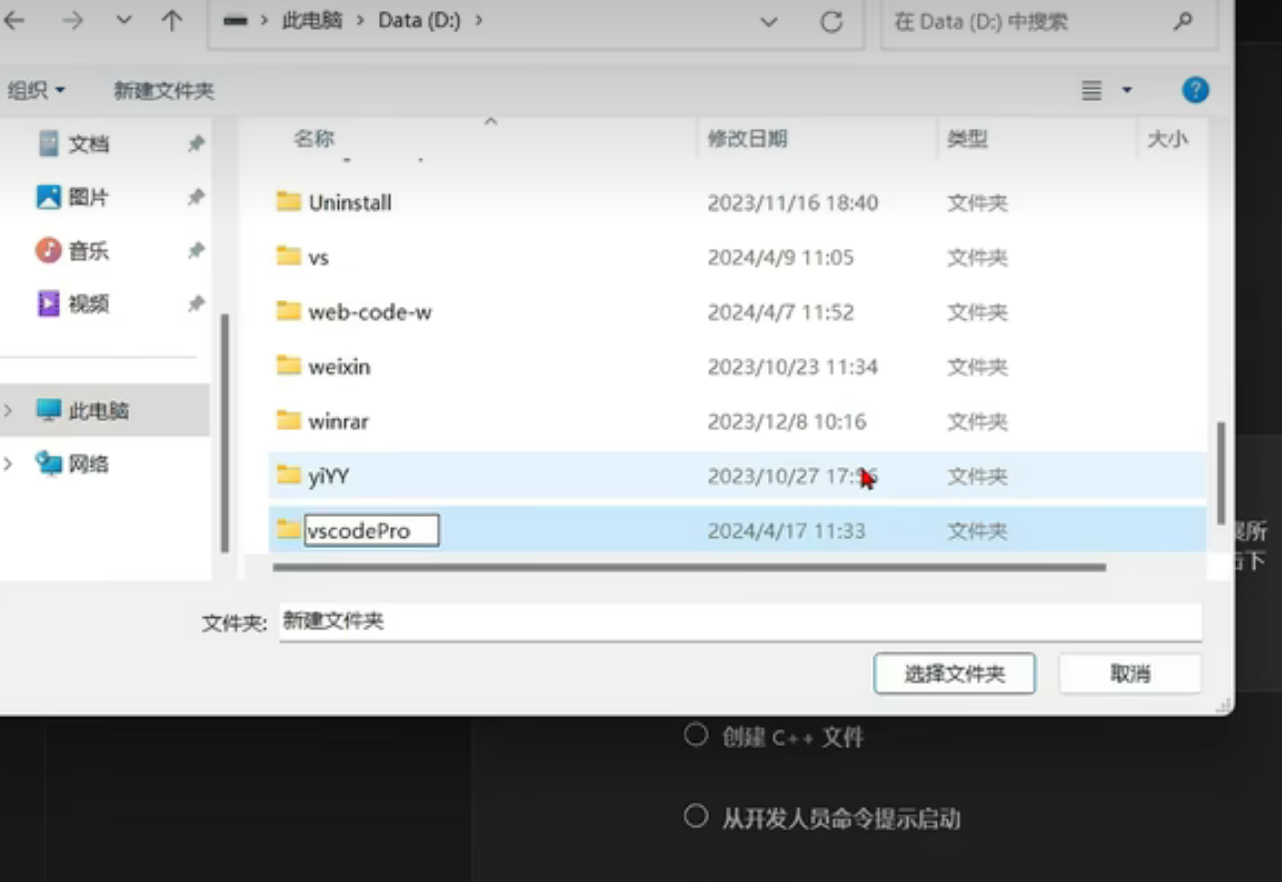 此电脑 > Data (D:) >
在 Data (D:) 中搜索
组织 新建文件夹
文档
图片
音乐
视频
此电脑
网络
名称 修改日期 类型 大小
Uninstall 2023/11/16 18:40 文件夹
vs 2024/4/9 11:05 文件夹
web-code-w 2024/4/7 11:52 文件夹
weixin 2023/10/23 11:34 文件夹
winrar 2023/12/8 10:16 文件夹
yiYY 2023/10/27 文件夹
vscodePro 2024/4/17 11:33 文件夹
文件夹: 新建文件夹
选择文件夹 取消
创建 C++ 文件
从开发人员命令提示启动